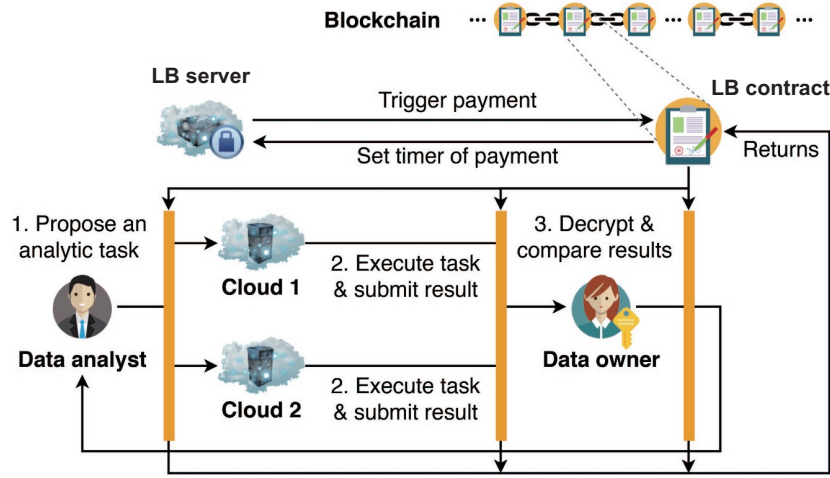 Blockchain ... ... ...
LB server
LB contract
Trigger payment
Set timer of payment
Returns
1. Propose an
analytic task
3. Decrypt &
compare results
Cloud 1
2. Execute task
& submit result
Data analyst
Data owner
Cloud 2
2. Execute task
& submit result